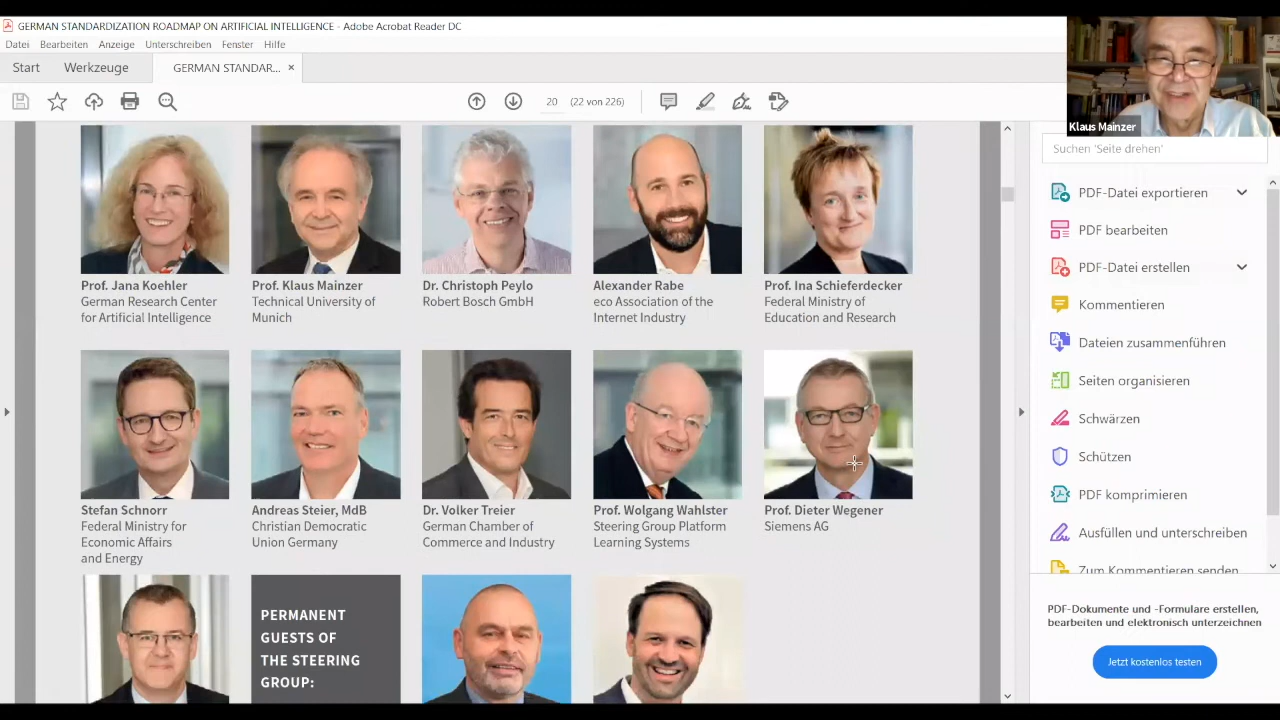 GERMAN STANDARDIZATION ROADMAP ON ARTIFICIAL INTELLIGENCE - Adobe Acrobat Reader DC
Datei Bearbeiten Anzeige Unterschreiben Fenster Hilfe
Start Werkzeuge GERMAN STANDAR... ×
20 (22 von 226)
Klaus Mainzer
Suchen 'Seite drehen'
PDF-Datei exportieren
PDF bearbeiten
PDF-Datei erstellen
Kommentieren
Dateien zusammenführen
Seiten organisieren
Schwärzen
Schützen
PDF komprimieren
Ausfüllen und unterschreiben
Zum Kommentieren senden
PDF-Dokumente und -Formulare erstellen,
bearbeiten und elektronisch unterzeichnen
Jetzt kostenlos testen
Prof. Jana Koehler
German Research Center
for Artificial Intelligence
Prof. Klaus Mainzer
Technical University of
Munich
Dr. Christoph Peylo
Robert Bosch GmbH
Alexander Rabe
eco Association of the
Internet Industry
Prof. Ina Schieferdecker
Federal Ministry of
Education and Research
Stefan Schnorr
Federal Ministry for
Economic Affairs
and Energy
Andreas Steier, MdB
Christian Democratic
Union Germany
Dr. Volker Treier
German Chamber of
Commerce and Industry
Prof. Wolgang Wahlster
Steering Group Platform
Learning Systems
Prof. Dieter Wegener
Siemens AG
PERMANENT
GUESTS OF
THE STEERING
GROUP: